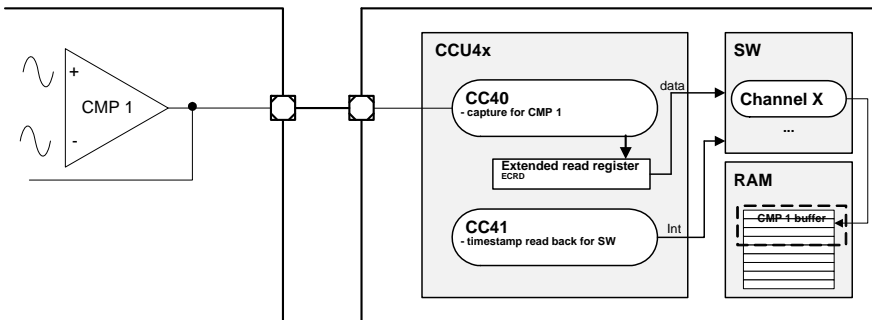 +
CMP 1
-
CCU4x
CC40
- capture for CMP 1
Extended read register
ECRD
CC41
- timestamp read back for SW
data
Int
SW
Channel X
...
RAM
CMP 1 buffer